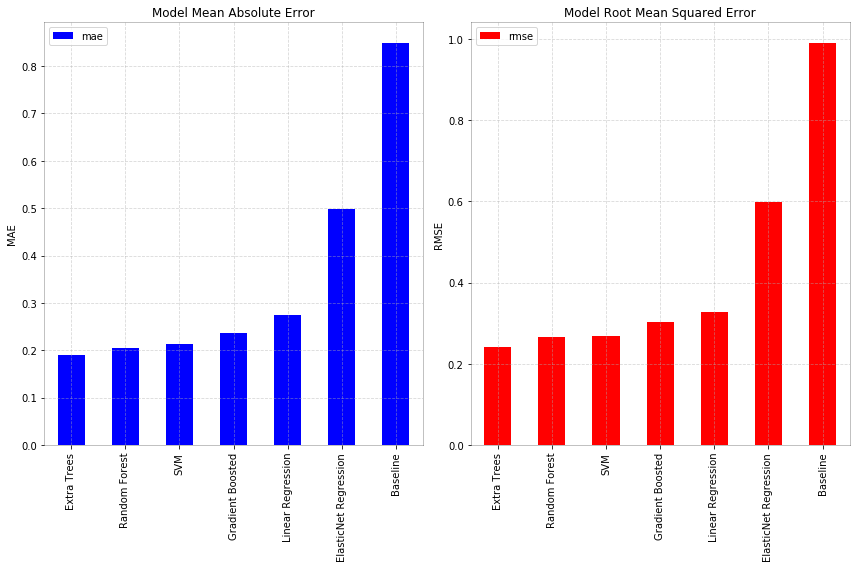 Model Mean Absolute Error
mae
MAE
0.8
0.7
0.6
0.5
0.4
0.3
0.2
0.1
0.0
Extra Trees
Random Forest
SVM
Gradient Boosted
Linear Regression
ElasticNet Regression
Baseline
Model Root Mean Squared Error
rmse
RMSE
1.0
0.8
0.6
0.4
0.2
0.0
Extra Trees
Random Forest
SVM
Gradient Boosted
Linear Regression
ElasticNet Regression
Baseline